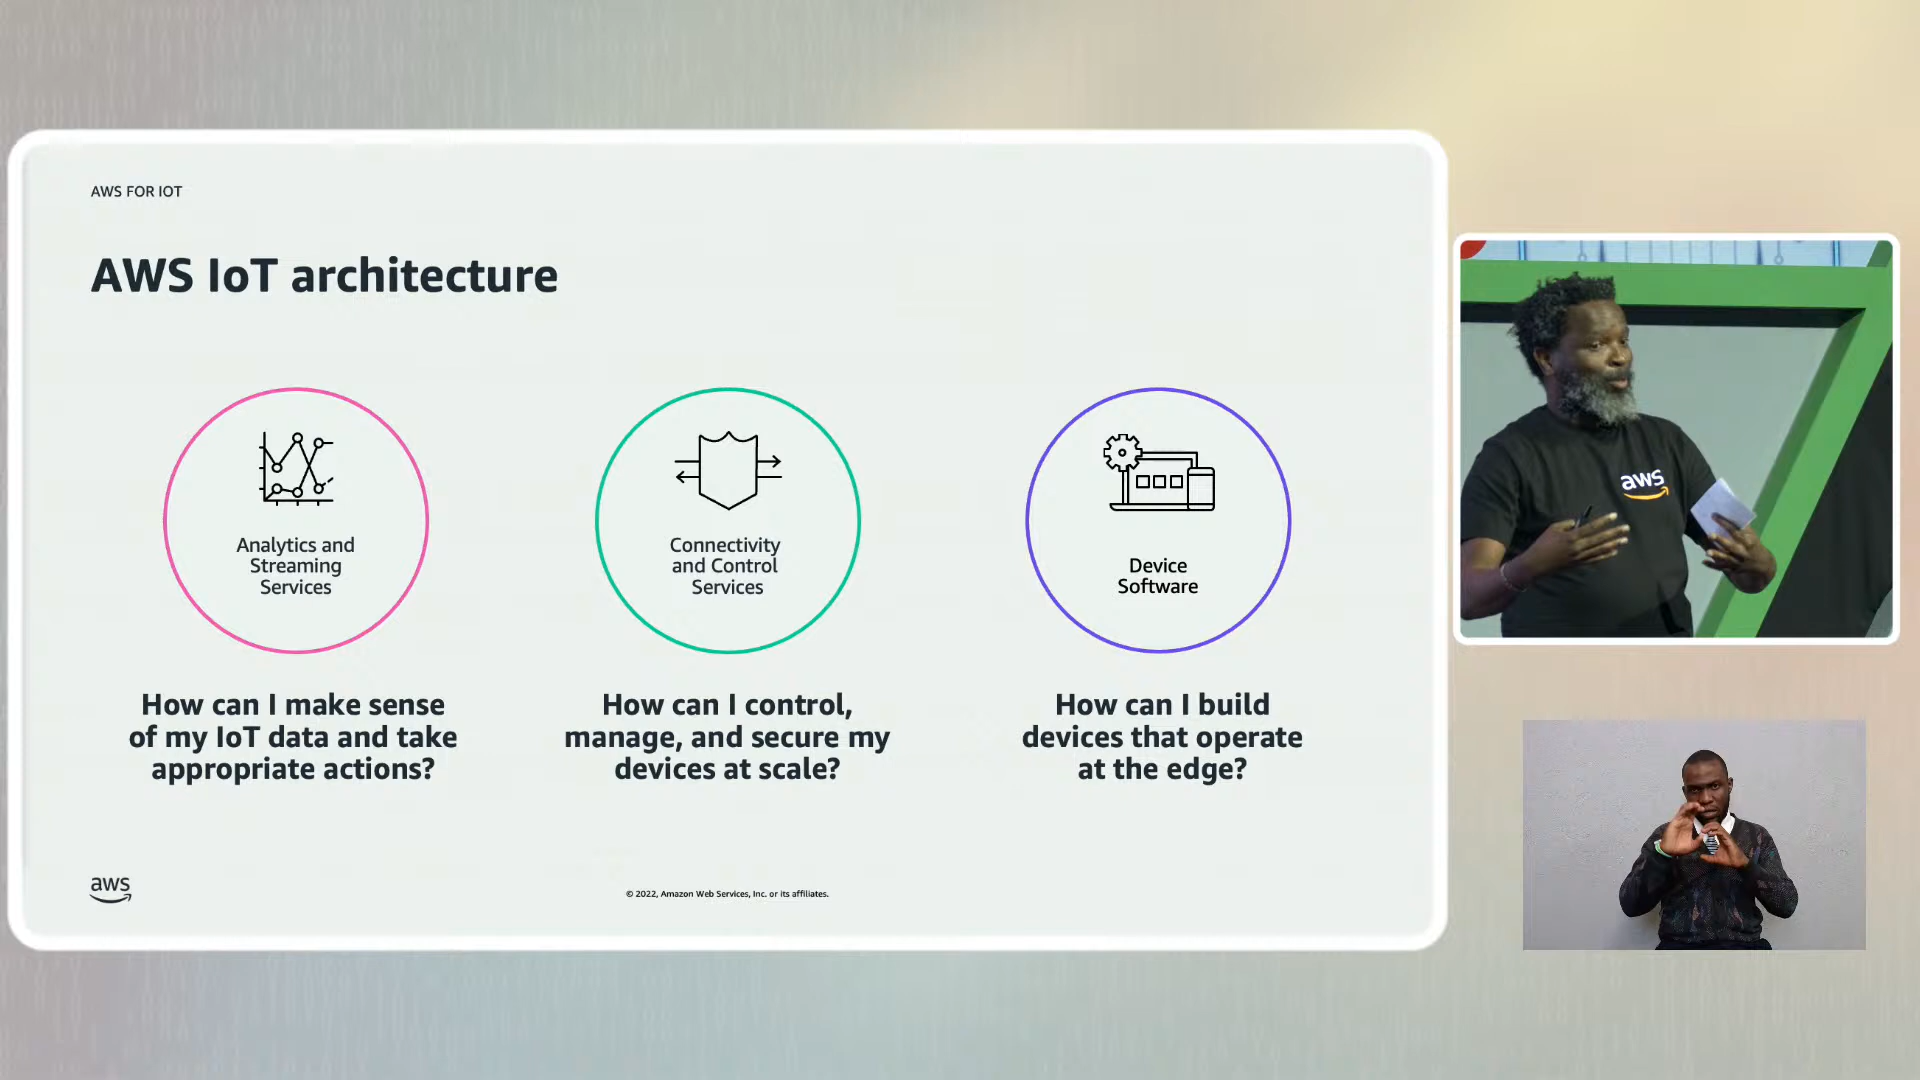 AWS FOR IOT
AWS IoT architecture
Analytics and
Streaming
Services
Connectivity
and Control
Services
Device
Software
How can I make sense
of my IoT data and take
appropriate actions?
How can I control,
manage, and secure my
devices at scale?
How can I build
devices that operate
at the edge?
aws
© 2022, Amazon Web Services, Inc. or its affiliates.
aws